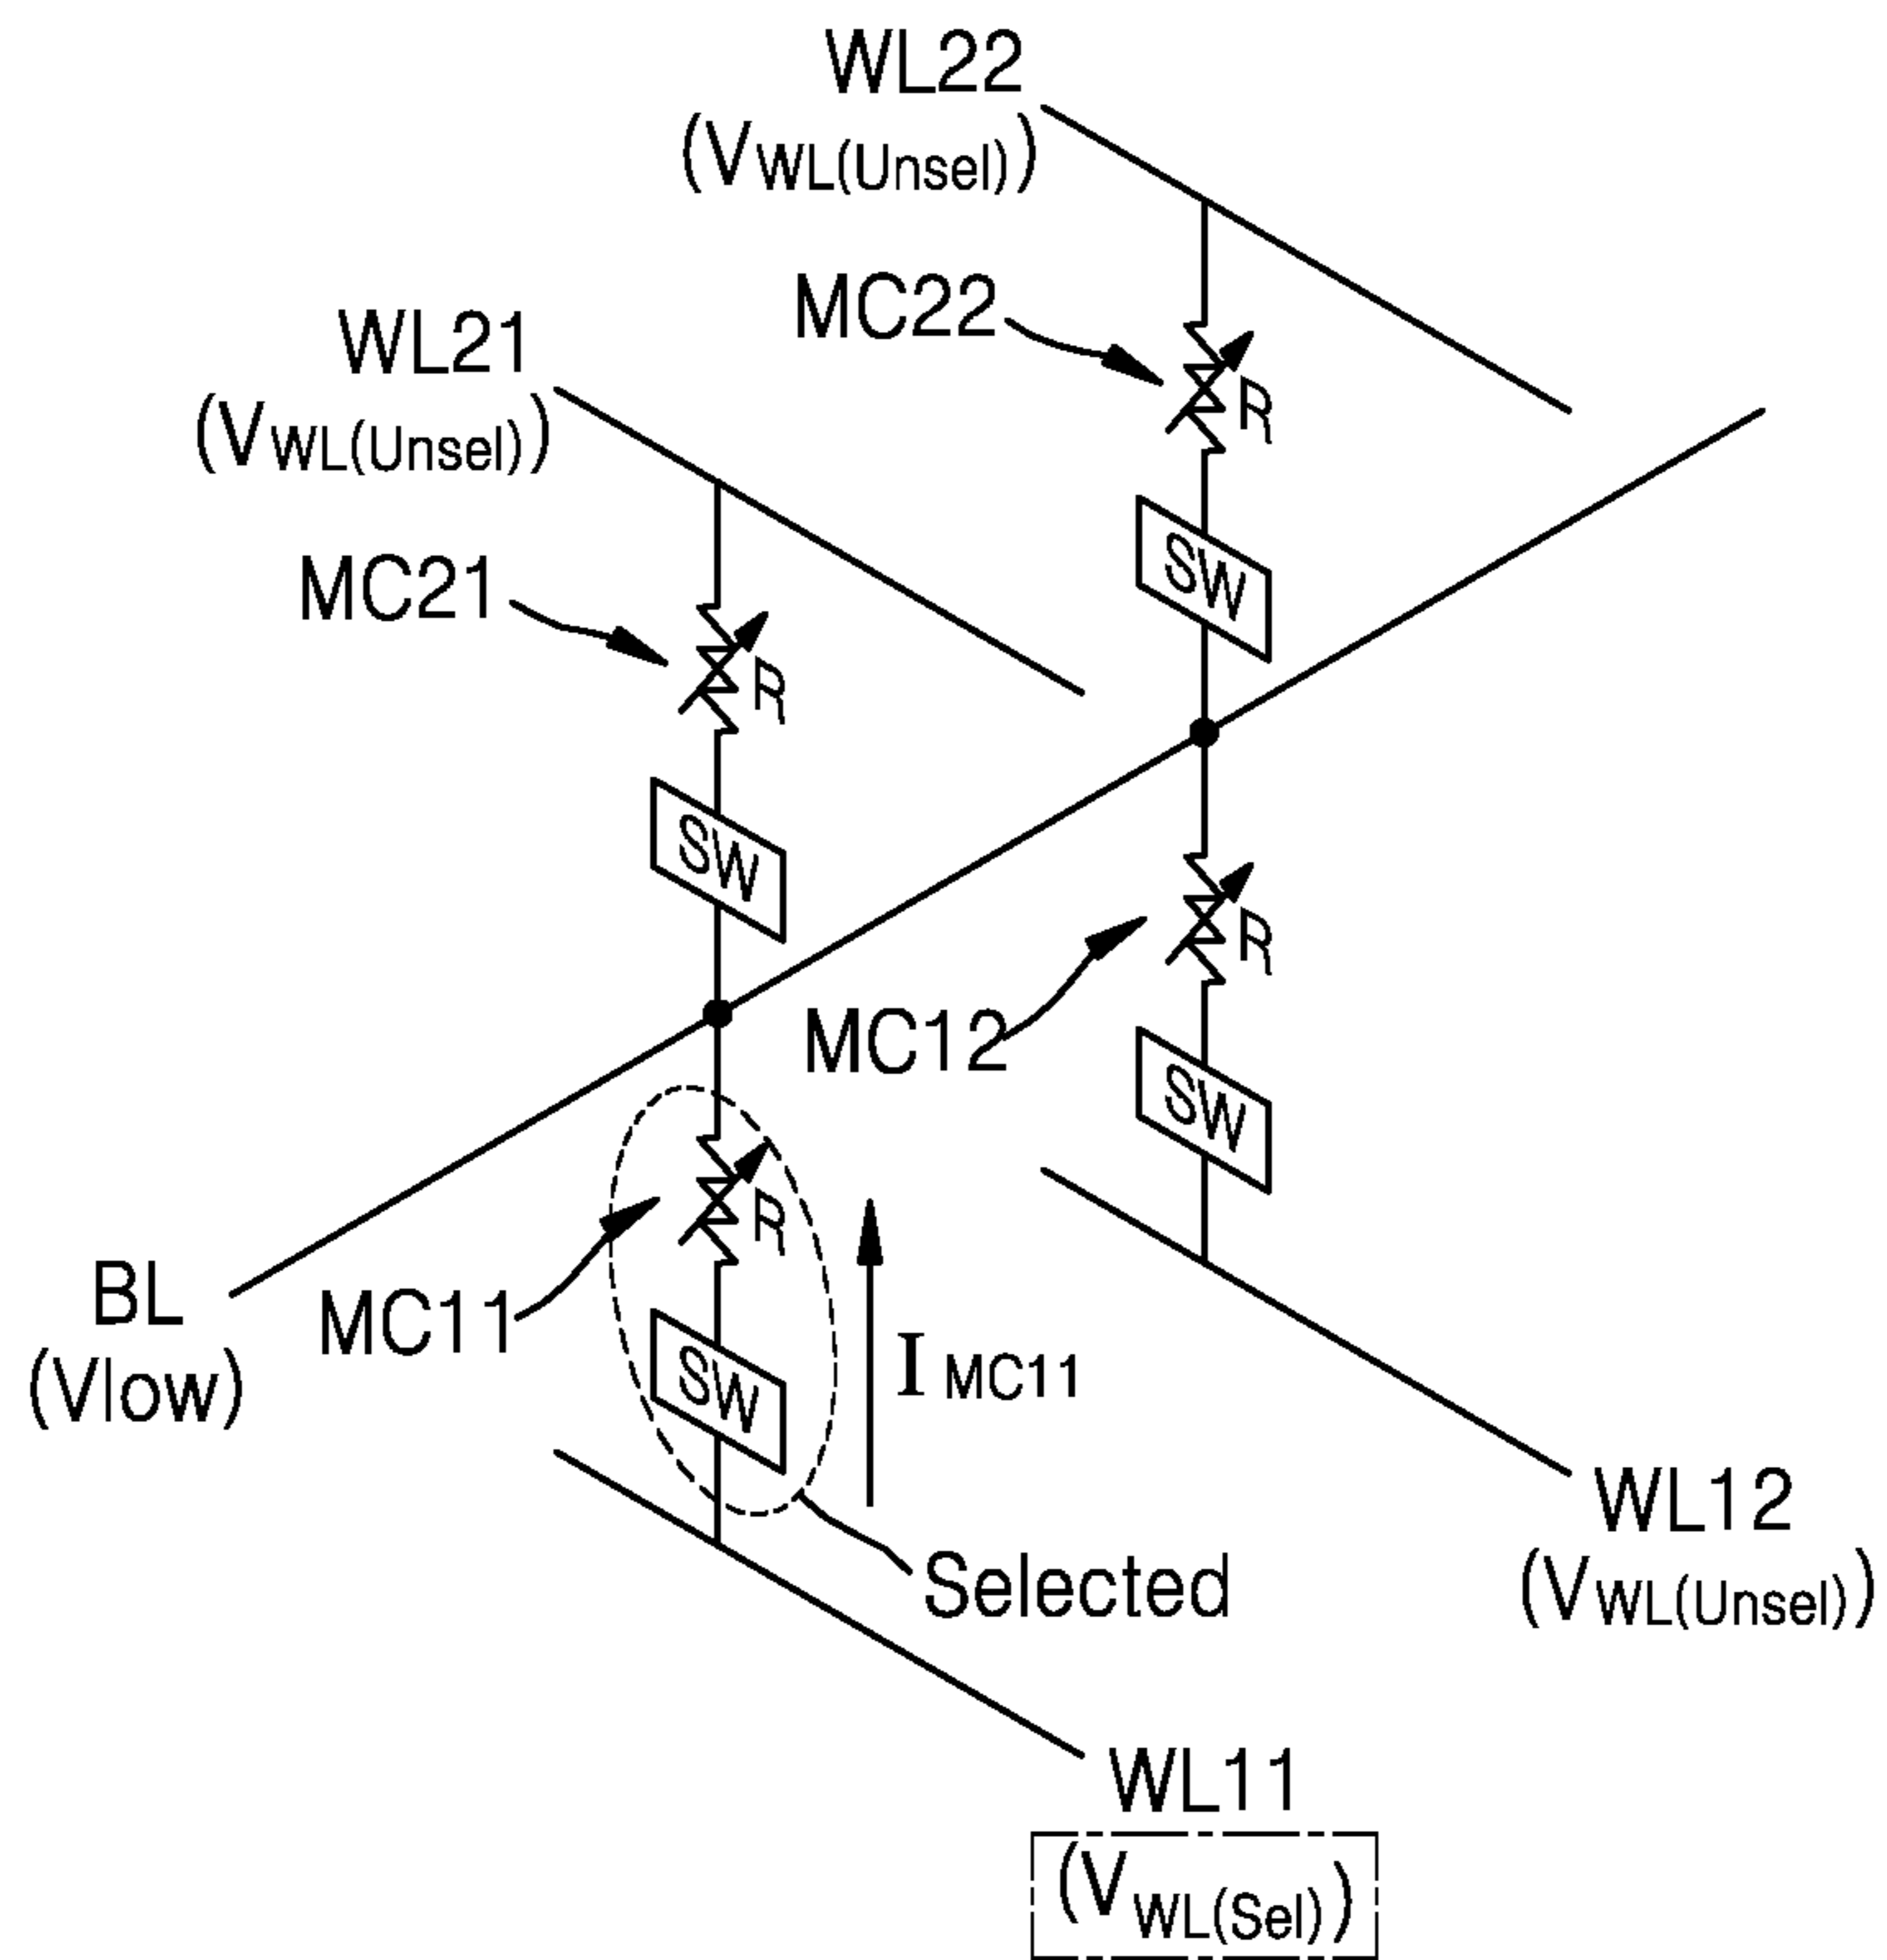 WL22
(VWL(Unsel))
MC22
R
SW
WL21
(VWL(Unsel))
MC21
R
SW
MC12
R
SW
BL
(Vlow)
MC11
R
SW
IMC11
Selected
WL12
(VWL(Unsel))
WL11
(VWL(Sel))